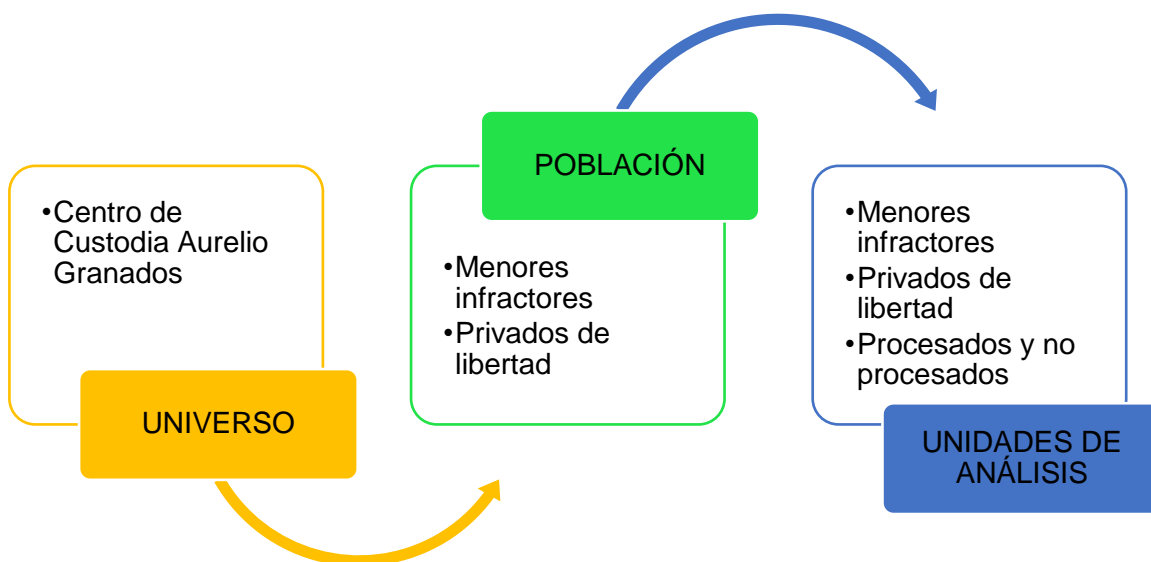 •Centro de
Custodia Aurelio
Granados
UNIVERSO
POBLACIÓN
•Menores
infractores
•Privados de
libertad
•Menores
infractores
•Privados de
libertad
•Procesados y no
procesados
UNIDADES DE
ANÁLISIS